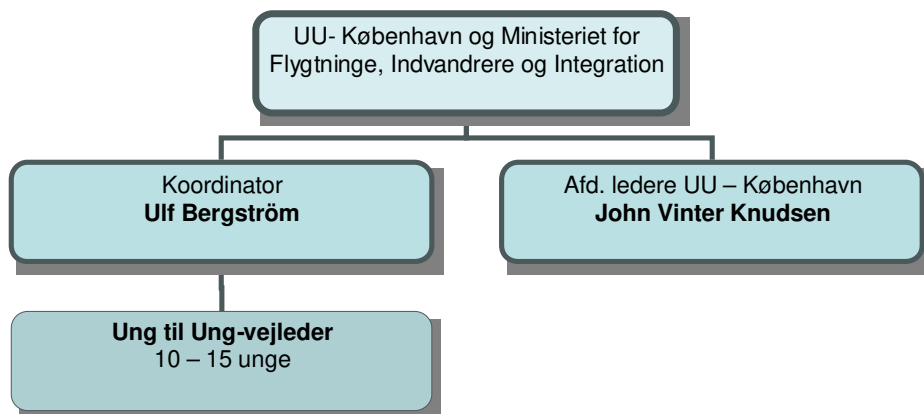 UU- København og Ministeriet for
Flygtninge, Indvandrere og Integration
Koordinator
Ulf Bergström
Afd. ledere UU – København
John Vinter Knudsen
Ung til Ung-vejleder
10 – 15 unge